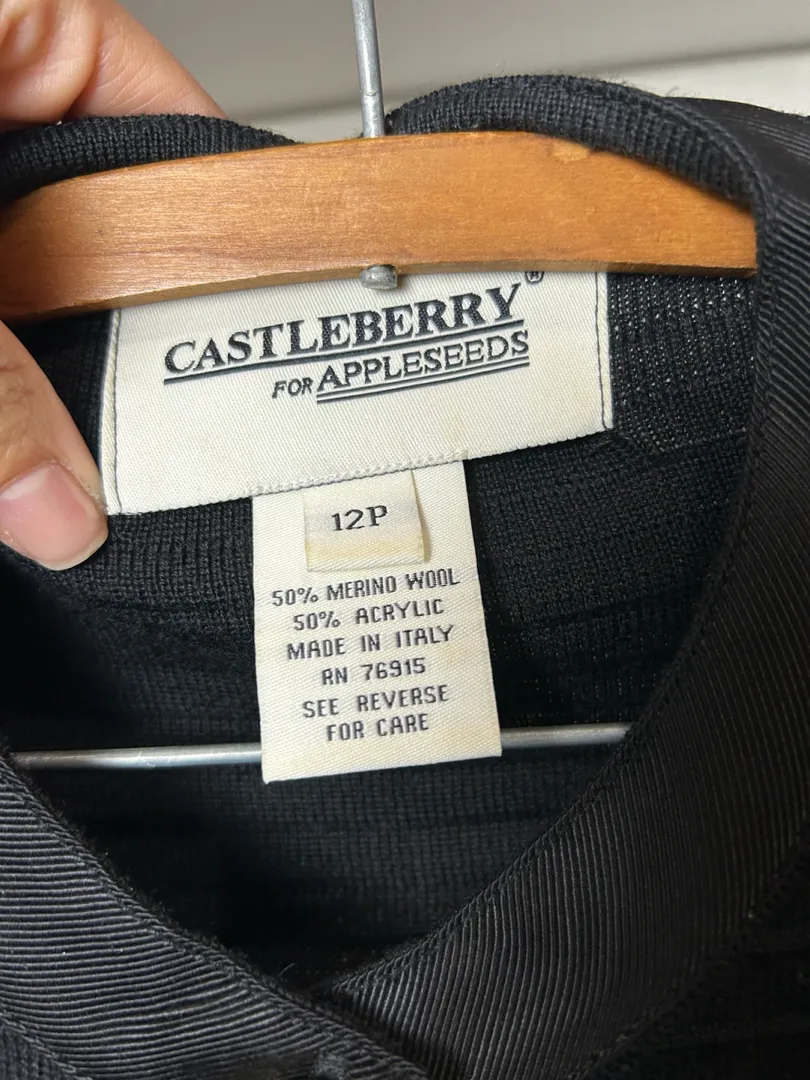 CASTLEBERRY®
FOR APPLESEEDS
12P
50% MERINO WOOL
50% ACRYLIC
MADE IN ITALY
RN 76915
SEE REVERSE
FOR CARE